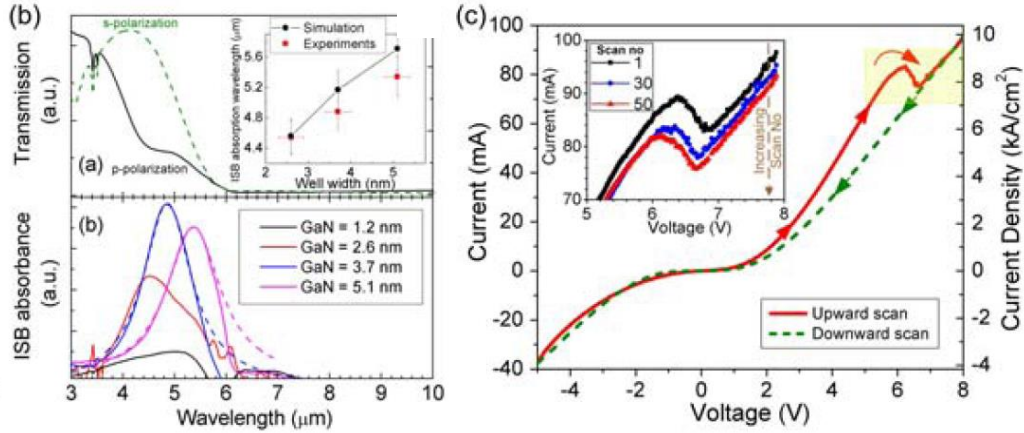 (b)
s-polarization
Simulation
Experiments
ISB absorption wavelength (μm)
5.6
5.2
4.8
4.4
2 3 4 5
Well width (nm)
Transmission
(a.u.)
(a)
p-polarization
(b)
GaN = 1.2 nm
GaN = 2.6 nm
GaN = 3.7 nm
GaN = 5.1 nm
ISB absorbance
(a.u.)
3 4 5 6 7 8 9 10
Wavelength (μm)
(c)
100
80
60
40
20
0
-20
-40
Current (mA)
Scan no
1
30
50
100
95
90
85
80
70
Current (mA)
Increasing
Scan No
5 6 7 8
Voltage (V)
10
8
6
4
2
0
2
4
-4
Current Density (kA/cm²)
Upward scan
Downward scan
-4 -2 0 2 4 6 8
Voltage (V)